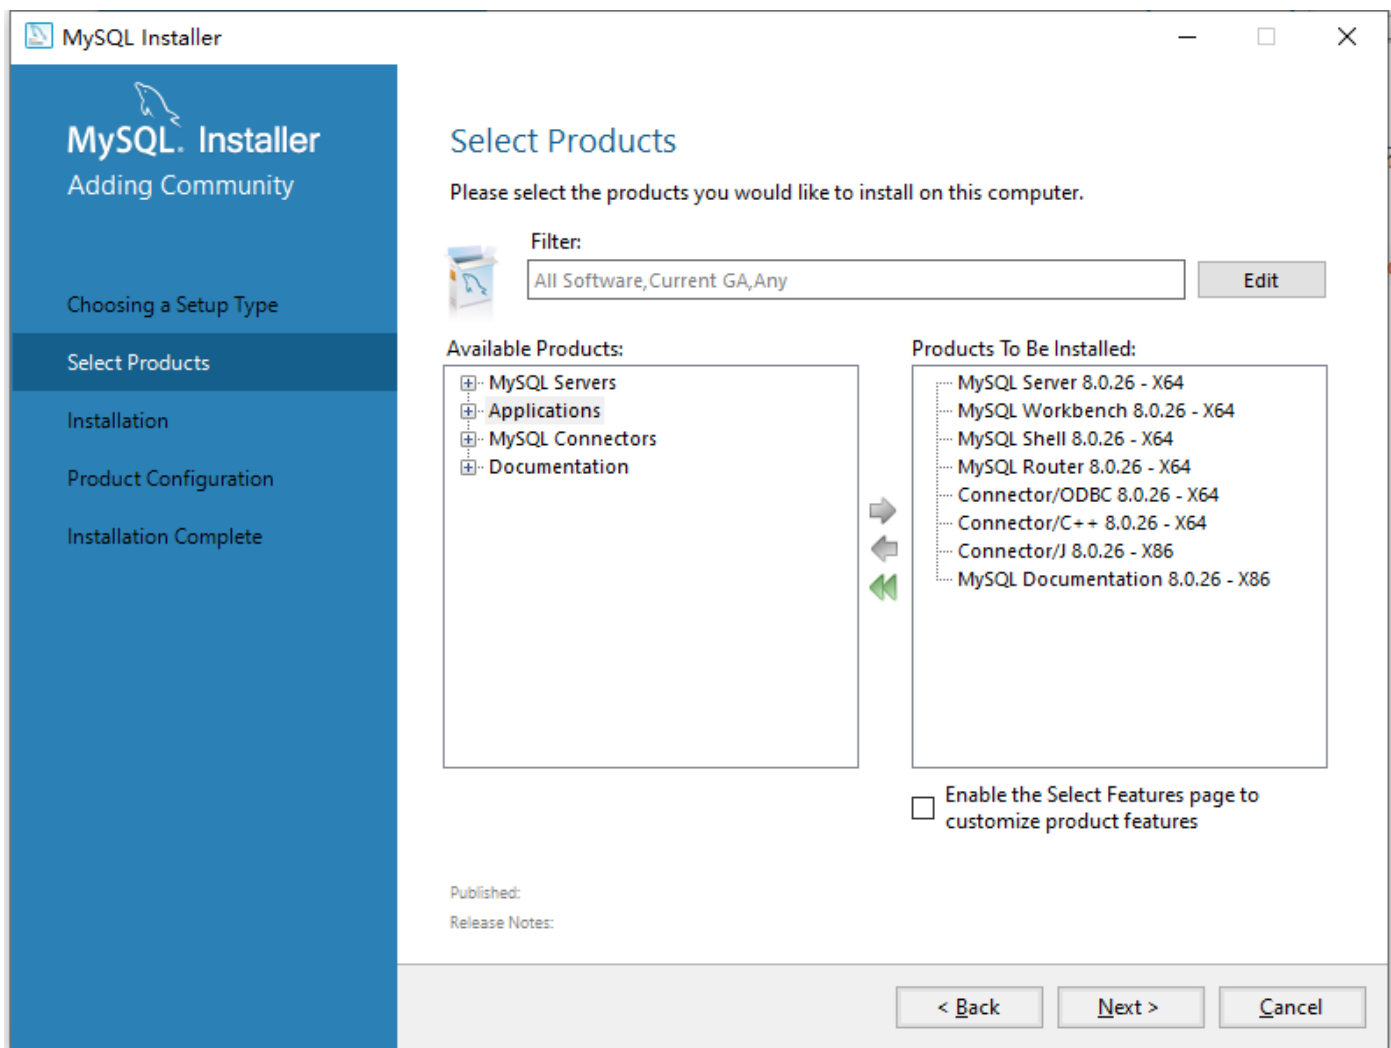 MySQL Installer
MySQL. Installer
Adding Community
Choosing a Setup Type
Select Products
Installation
Product Configuration
Installation Complete
Select Products
Please select the products you would like to install on this computer.
Filter:
All Software,Current GA,Any
Edit
Available Products:
MySQL Servers
Applications
MySQL Connectors
Documentation
Products To Be Installed:
MySQL Server 8.0.26 - X64
MySQL Workbench 8.0.26 - X64
MySQL Shell 8.0.26 - X64
MySQL Router 8.0.26 - X64
Connector/ODBC 8.0.26 - X64
Connector/C++ 8.0.26 - X64
Connector/J 8.0.26 - X86
MySQL Documentation 8.0.26 - X86
Enable the Select Features page to
customize product features
Published:
Release Notes:
< Back
Next >
Cancel